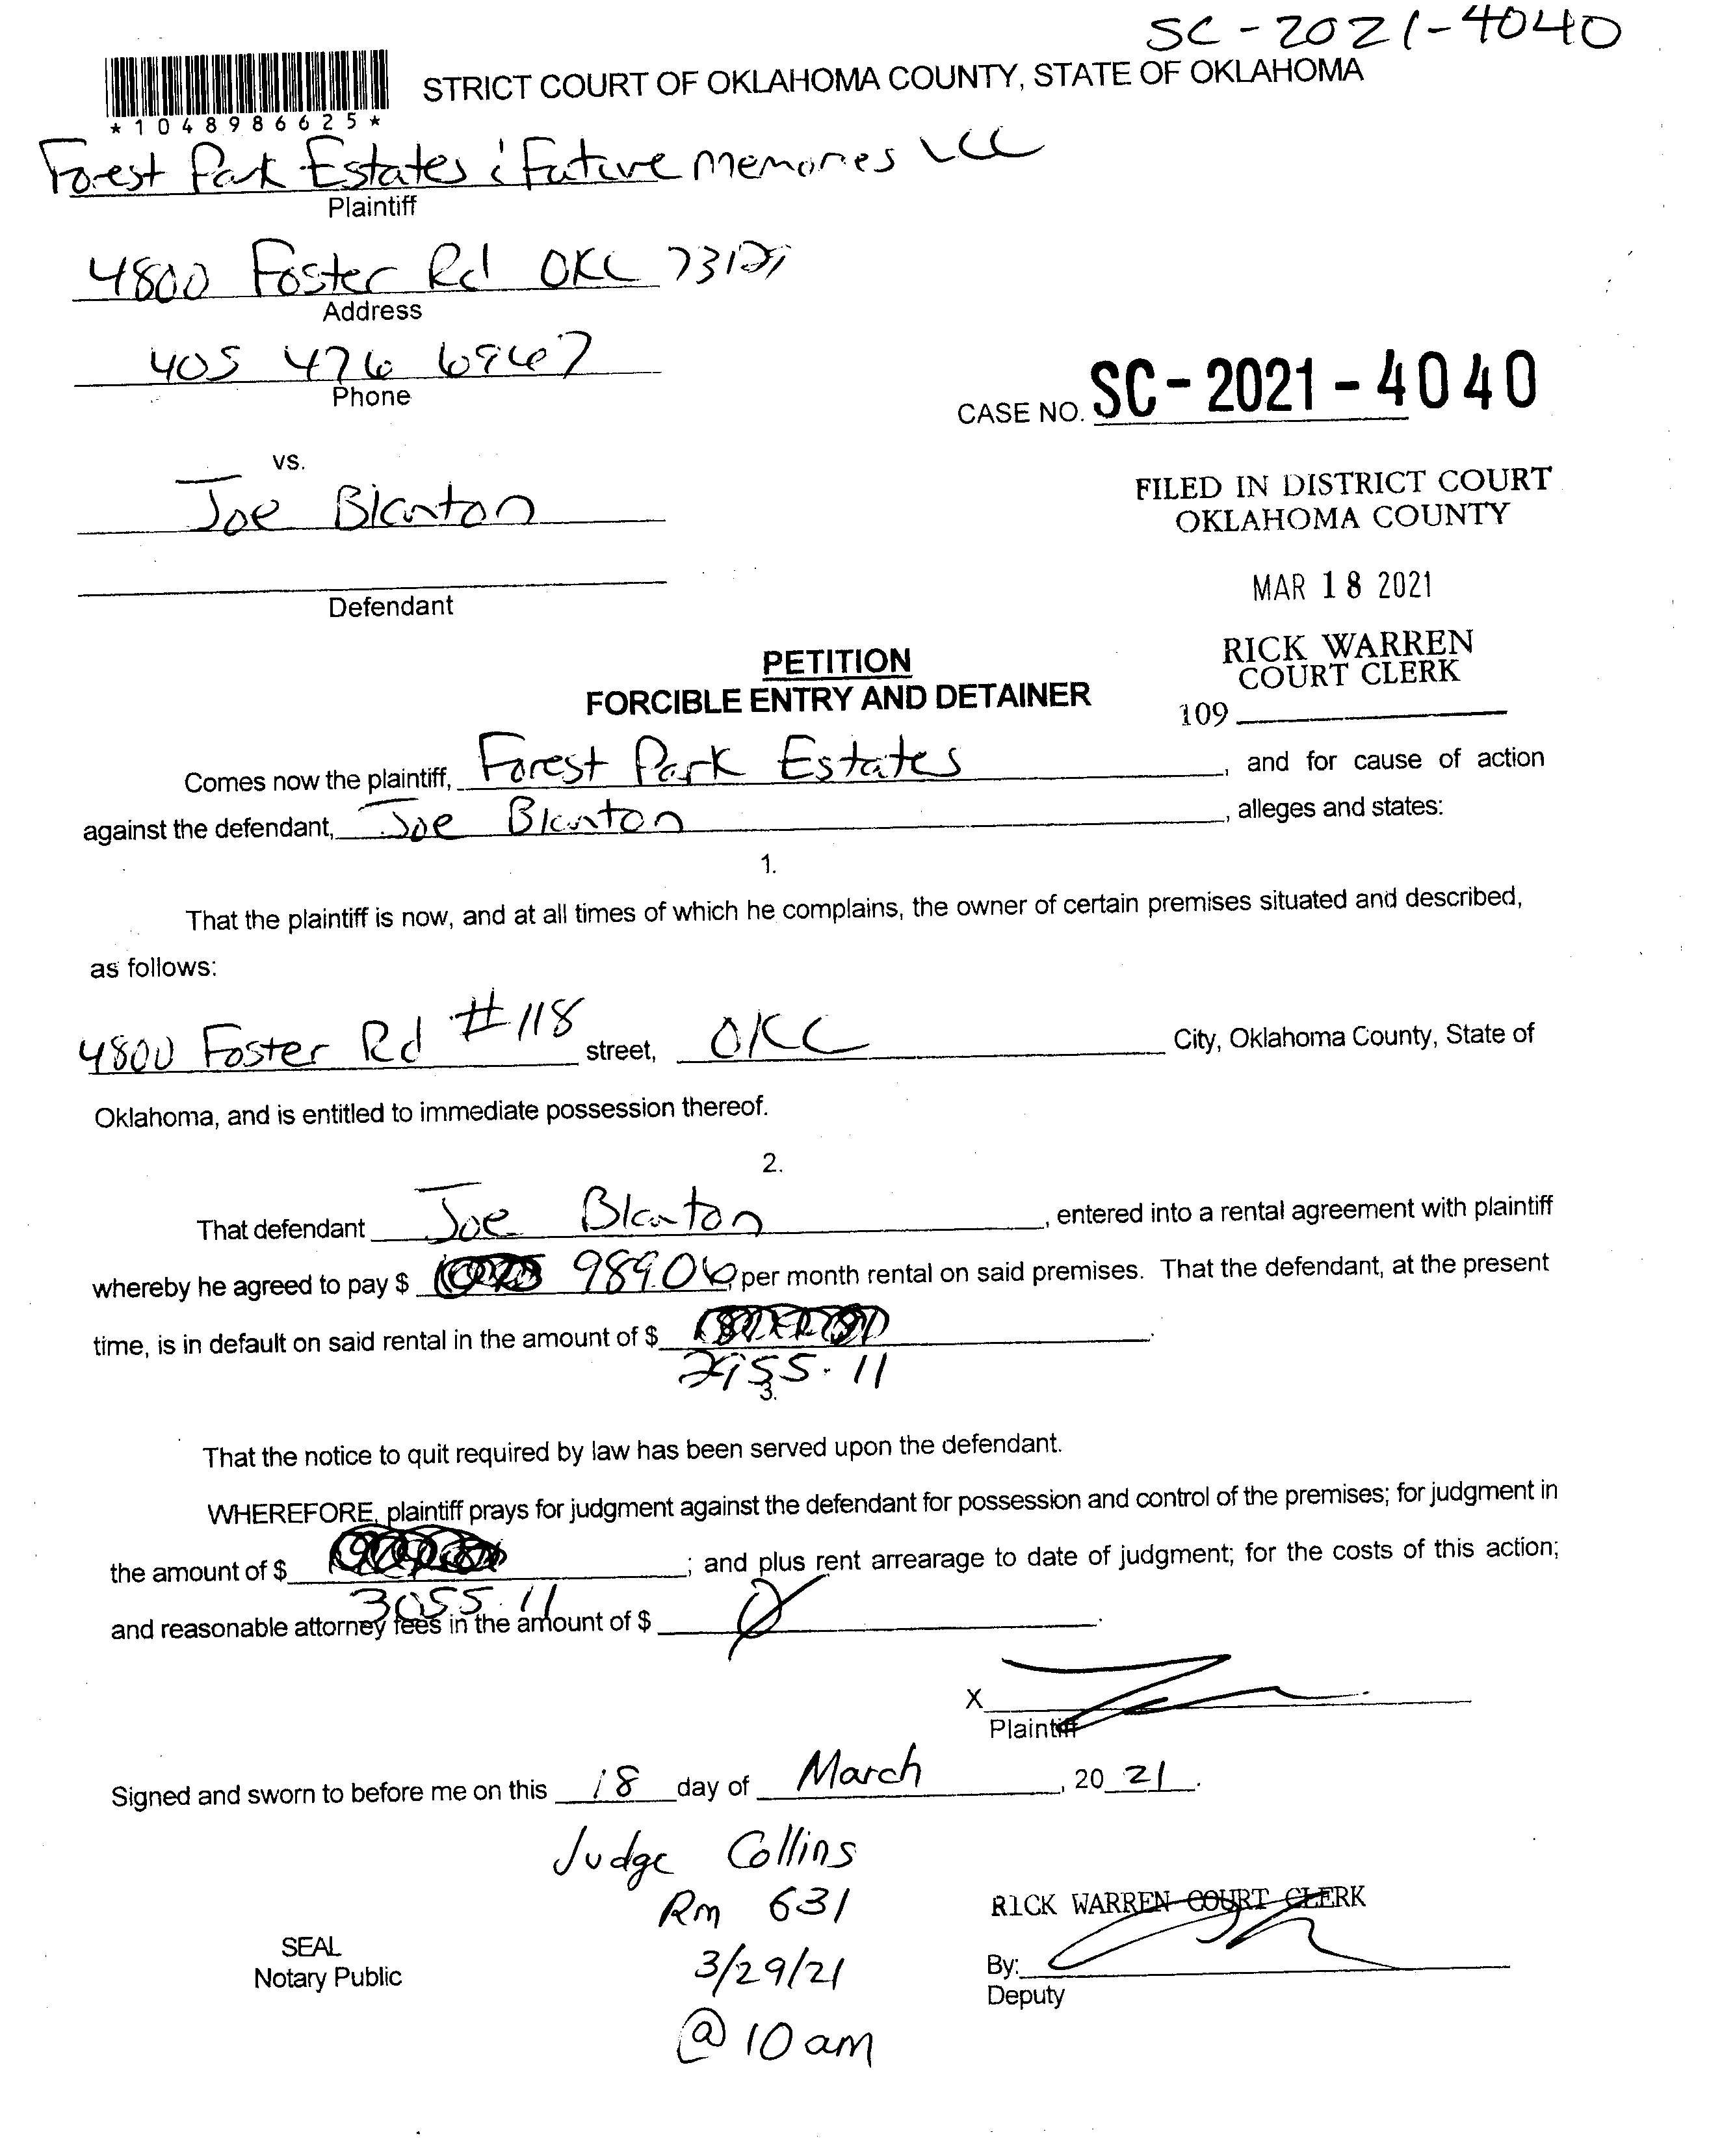 SC-2021-4040
STRICT COURT OF OKLAHOMA COUNTY, STATE OF OKLAHOMA
*1048986625*
Forest Park Estates & Future Memories LLC
Plaintiff
4800 Foster Rd OKC
Address
405 476 6967
Phone
CASE NO. SC-2021-4040
vs.
Joe Blanton
FILED IN DISTRICT COURT
OKLAHOMA COUNTY
MAR 18 2021
Defendant
RICK WARREN
COURT CLERK
109
PETITION
FORCIBLE ENTRY AND DETAINER
Comes now the plaintiff, Forest Park Estates, and for cause of action
against the defendant, Joe Blanton, alleges and states:
1.
That the plaintiff is now, and at all times of which he complains, the owner of certain premises situated and described,
as follows:
4800 Foster Rd #118 street, OKC City, Oklahoma County, State of
Oklahoma, and is entitled to immediate possession thereof.
2.
That defendant Joe Blanton, entered into a rental agreement with plaintiff
whereby he agreed to pay $ 989.06 per month rental on said premises. That the defendant, at the present
time, is in default on said rental in the amount of $
2955.11
3.
That the notice to quit required by law has been served upon the defendant.
WHEREFORE, plaintiff prays for judgment against the defendant for possession and control of the premises; for judgment in
the amount of $ ; and plus rent arrearage to date of judgment; for the costs of this action;
3055.11
and reasonable attorney fees in the amount of $ Ø.
X
Plaintiff
Signed and sworn to before me on this 18 day of March, 20 21.
Judge Collins
Rm 631
3/29/21
@ 10 am
RICK WARREN COURT CLERK
SEAL
Notary Public
By:
Deputy